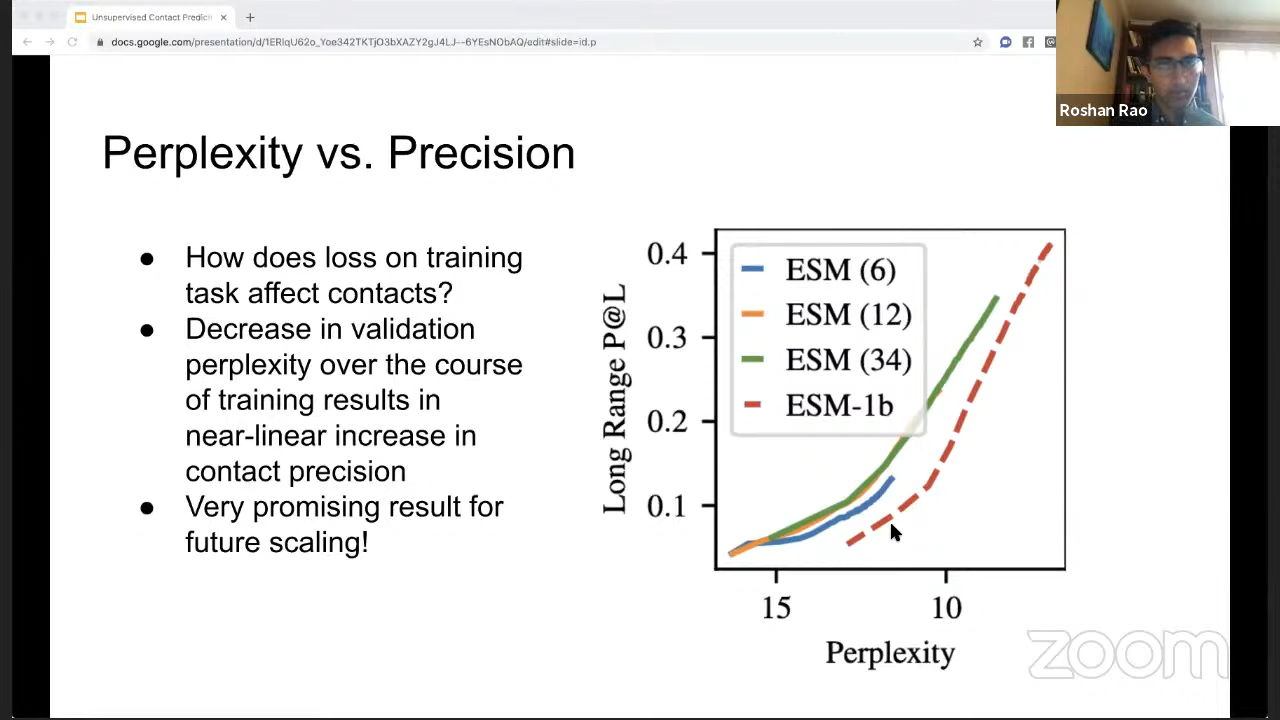 Unsupervised Contact Predicti
docs.google.com/presentation/d/1ERlqU62o_Yoe342TKTjO3bXAZY2gJ4LJ--6YEsNObAQ/edit#slide=id.p
Roshan Rao
Perplexity vs. Precision
● How does loss on training
task affect contacts?
● Decrease in validation
perplexity over the course
of training results in
near-linear increase in
contact precision
● Very promising result for
future scaling!
Long Range P@L
0.4
0.3
0.2
0.1
ESM (6)
ESM (12)
ESM (34)
ESM-1b
15 10
Perplexity
zoom